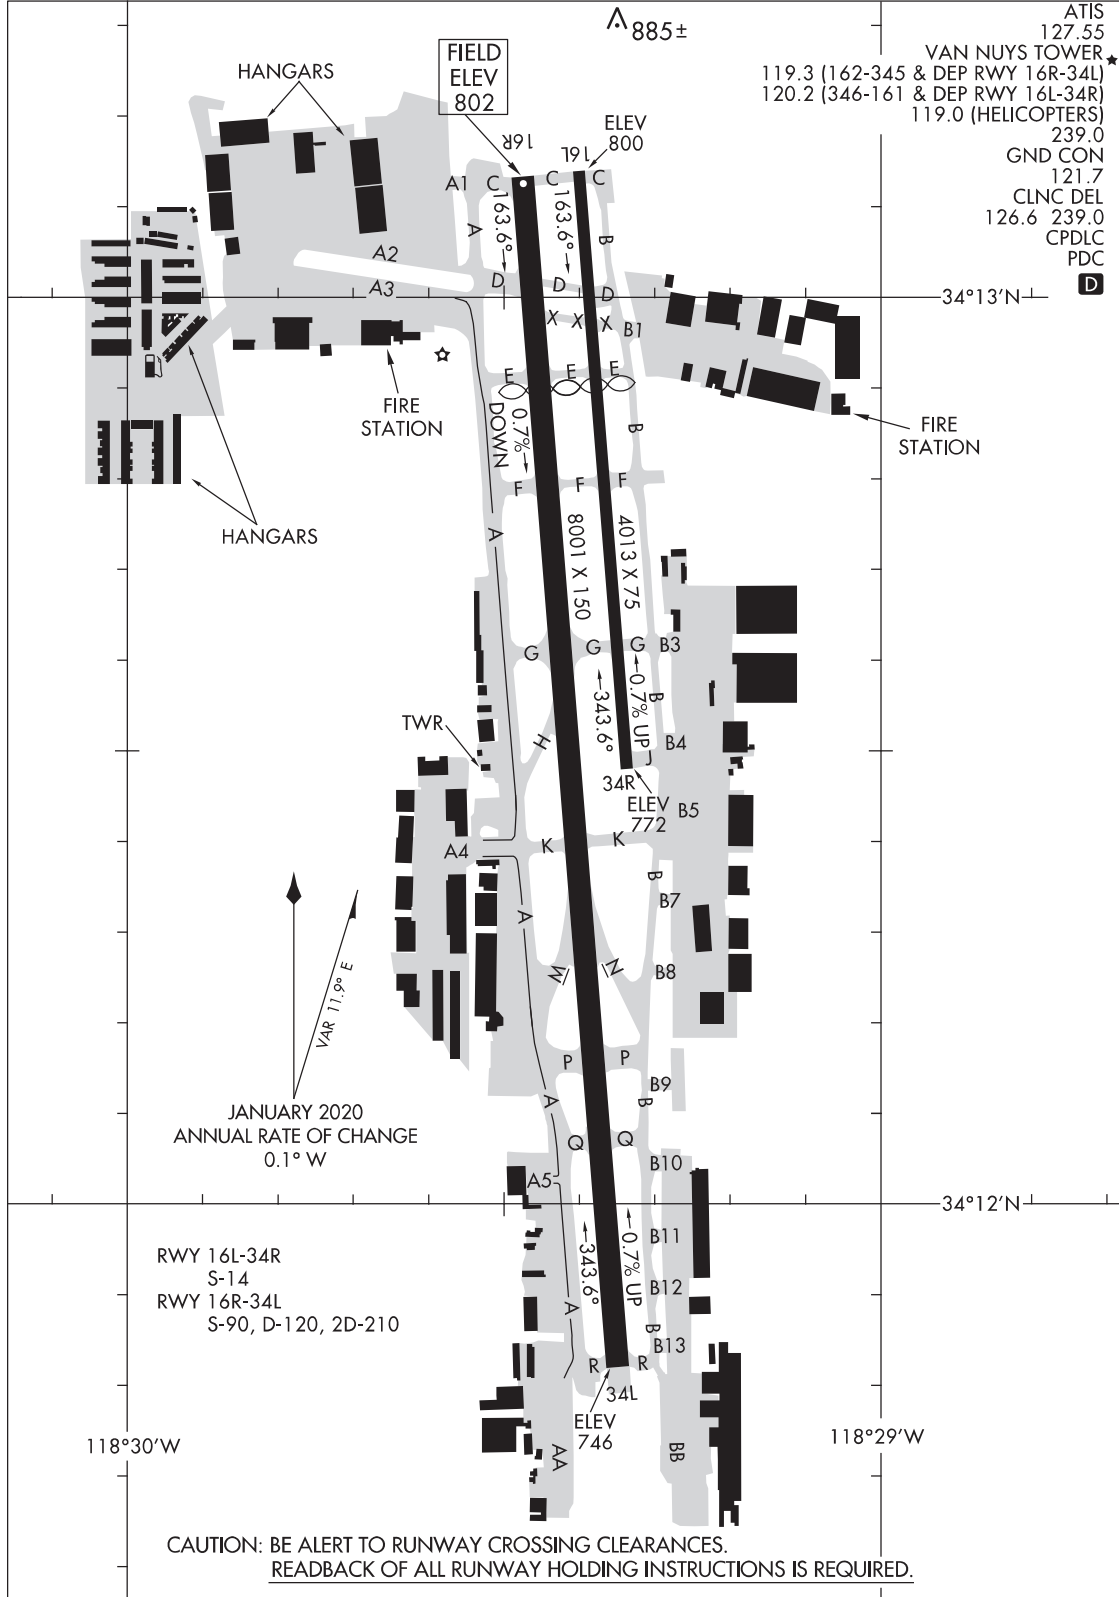 885±
ATIS
127.55
VAN NUYS TOWER
119.3 (162-345 & DEP RWY 16R-34L)
120.2 (346-161 & DEP RWY 16L-34R)
119.0 (HELICOPTERS)
239.0
GND CON
121.7
CLNC DEL
126.6 239.0
CPDLC
PDC
D
FIELD
ELEV
802
HANGARS
ELEV
800
16R
16L
A1
C
C
C
163.6°
163.6°
A
B
A2
A3
D
D
D
34°13'N
X
X
X
B1
E
E
E
FIRE
STATION
0.7%
DOWN
B
FIRE
STATION
F
F
F
HANGARS
A
8001 X 150
4013 X 75
G
G
G
B3
343.6°
0.7% UP
B
TWR
H
B4
J
34R
ELEV
772
B5
A4
K
K
B
B7
A
M
N
B8
VAR 11.9° E
P
P
B9
JANUARY 2020
ANNUAL RATE OF CHANGE
0.1° W
A
B
Q
Q
B10
A5
34°12'N
RWY 16L-34R
S-14
RWY 16R-34L
S-90, D-120, 2D-210
343.6°
0.7% UP
B11
B12
A
B
B13
R
R
34L
ELEV
746
118°30'W
118°29'W
AA
BB
CAUTION: BE ALERT TO RUNWAY CROSSING CLEARANCES.
READBACK OF ALL RUNWAY HOLDING INSTRUCTIONS IS REQUIRED.